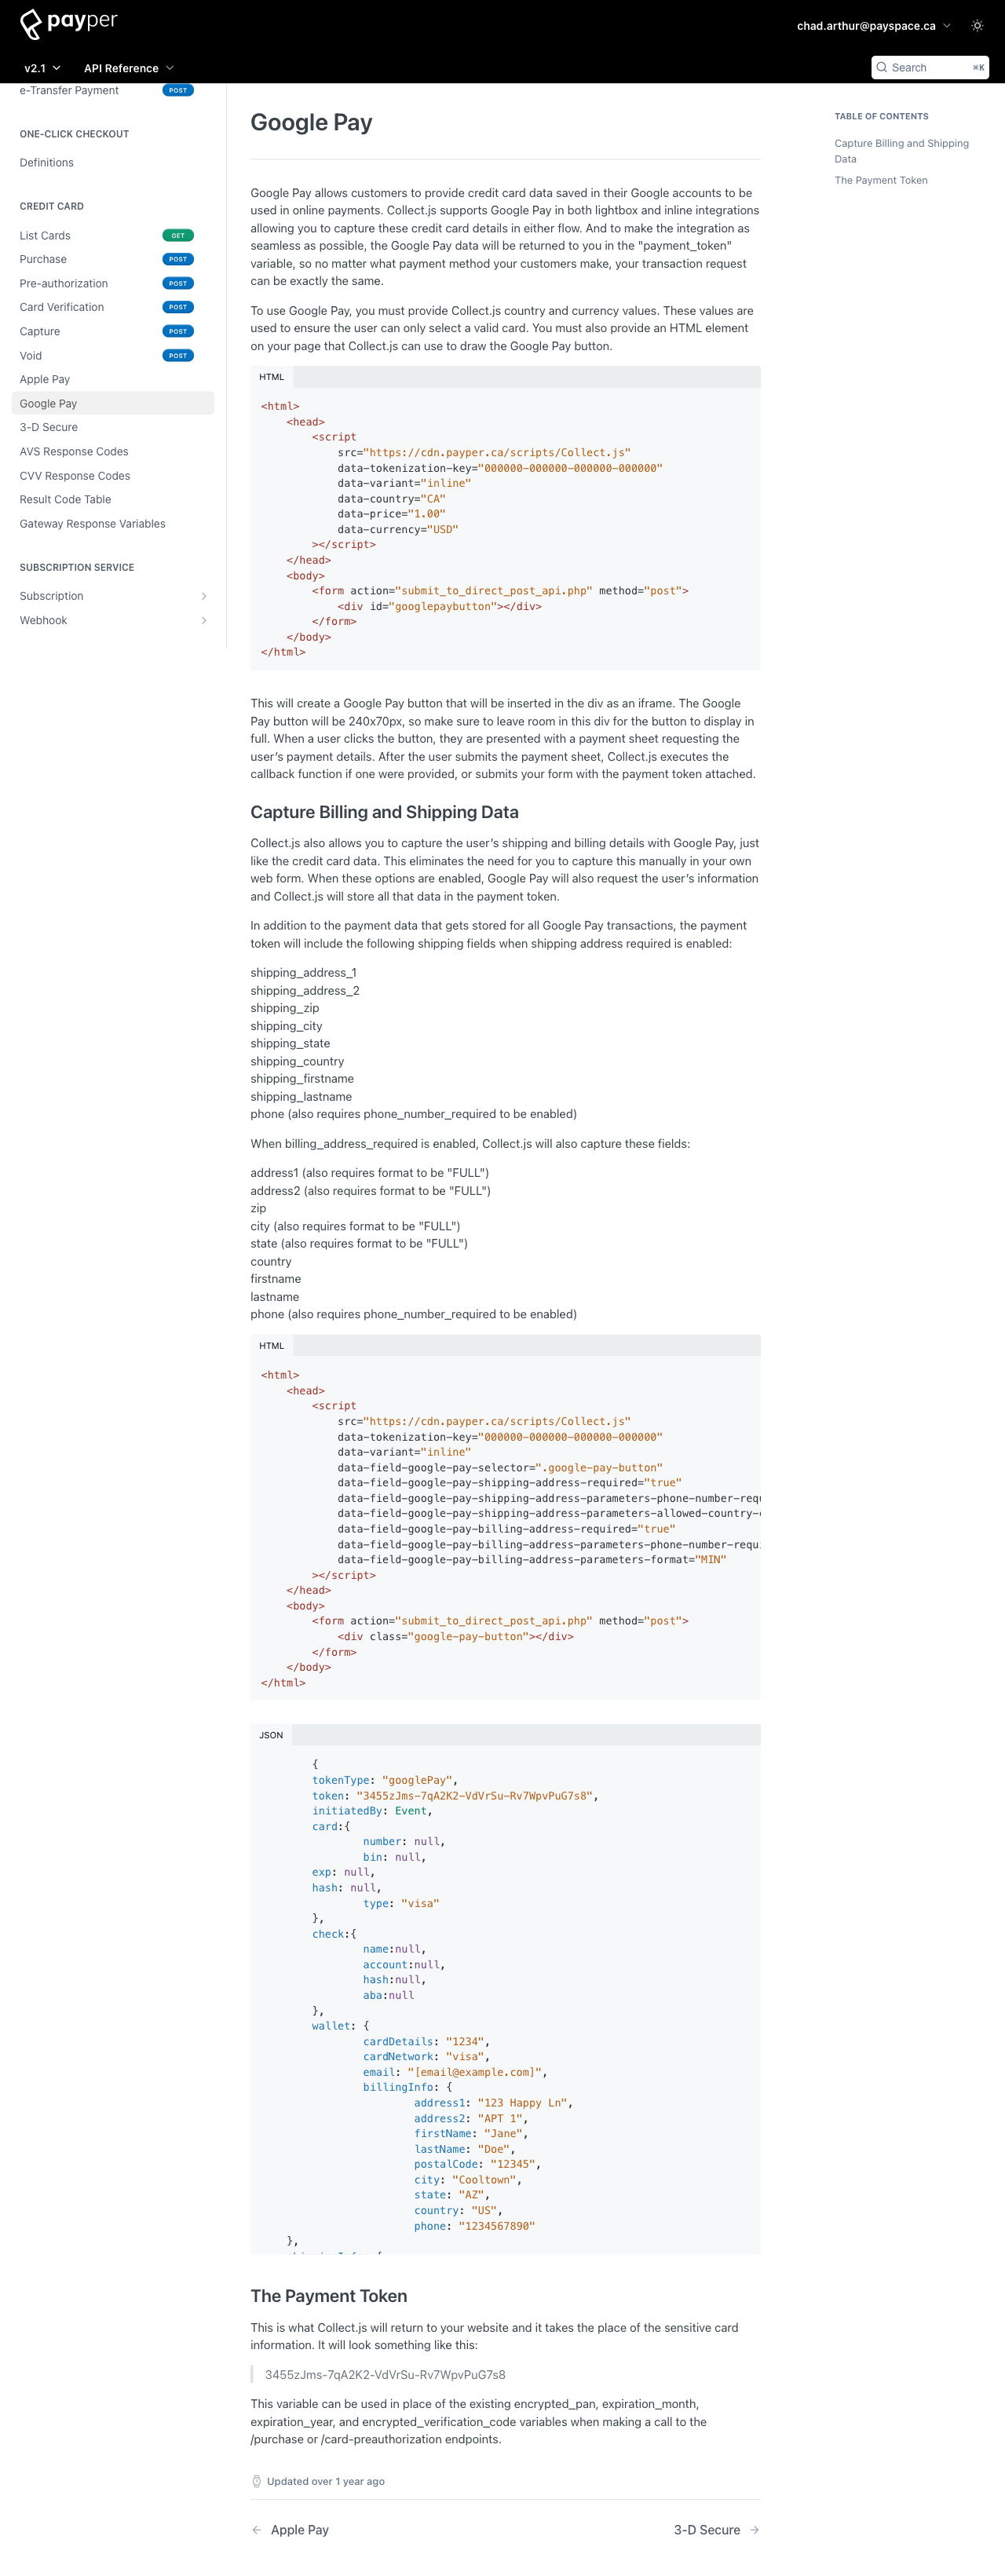 payper
chad.arthur@payspace.ca
v2.1
API Reference
Search
⌘K
e-Transfer Payment
POST
ONE-CLICK CHECKOUT
Definitions
CREDIT CARD
List Cards
GET
Purchase
POST
Pre-authorization
POST
Card Verification
POST
Capture
POST
Void
POST
Apple Pay
Google Pay
3-D Secure
AVS Response Codes
CVV Response Codes
Result Code Table
Gateway Response Variables
SUBSCRIPTION SERVICE
Subscription
Webhook
Google Pay
Google Pay allows customers to provide credit card data saved in their Google accounts to be
used in online payments. Collect.js supports Google Pay in both lightbox and inline integrations
allowing you to capture these credit card details in either flow. And to make the integration as
seamless as possible, the Google Pay data will be returned to you in the "payment_token"
variable, so no matter what payment method your customers make, your transaction request
can be exactly the same.
To use Google Pay, you must provide Collect.js country and currency values. These values are
used to ensure the user can only select a valid card. You must also provide an HTML element
on your page that Collect.js can use to draw the Google Pay button.
HTML
<html>
<head>
<script
src="https://cdn.payper.ca/scripts/Collect.js"
data-tokenization-key="000000-000000-000000-000000"
data-variant="inline"
data-country="CA"
data-price="1.00"
data-currency="USD"
></script>
</head>
<body>
<form action="submit_to_direct_post_api.php" method="post">
<div id="googlepaybutton"></div>
</form>
</body>
</html>
This will create a Google Pay button that will be inserted in the div as an iframe. The Google
Pay button will be 240x70px, so make sure to leave room in this div for the button to display in
full. When a user clicks the button, they are presented with a payment sheet requesting the
user’s payment details. After the user submits the payment sheet, Collect.js executes the
callback function if one were provided, or submits your form with the payment token attached.
Capture Billing and Shipping Data
Collect.js also allows you to capture the user’s shipping and billing details with Google Pay, just
like the credit card data. This eliminates the need for you to capture this manually in your own
web form. When these options are enabled, Google Pay will also request the user’s information
and Collect.js will store all that data in the payment token.
In addition to the payment data that gets stored for all Google Pay transactions, the payment
token will include the following shipping fields when shipping address required is enabled:
shipping_address_1
shipping_address_2
shipping_zip
shipping_city
shipping_state
shipping_country
shipping_firstname
shipping_lastname
phone (also requires phone_number_required to be enabled)
When billing_address_required is enabled, Collect.js will also capture these fields:
address1 (also requires format to be "FULL")
address2 (also requires format to be "FULL")
zip
city (also requires format to be "FULL")
state (also requires format to be "FULL")
country
firstname
lastname
phone (also requires phone_number_required to be enabled)
HTML
<html>
<head>
<script
src="https://cdn.payper.ca/scripts/Collect.js"
data-tokenization-key="000000-000000-000000-000000"
data-variant="inline"
data-field-google-pay-selector=".google-pay-button"
data-field-google-pay-shipping-address-required="true"
data-field-google-pay-shipping-address-parameters-phone-number-requ
data-field-google-pay-shipping-address-parameters-allowed-country-
data-field-google-pay-billing-address-required="true"
data-field-google-pay-billing-address-parameters-phone-number-requi
data-field-google-pay-billing-address-parameters-format="MIN"
></script>
</head>
<body>
<form action="submit_to_direct_post_api.php" method="post">
<div class="google-pay-button"></div>
</form>
</body>
</html>
JSON
{
tokenType: "googlePay",
token: "3455zJms-7qA2K2-VdVrSu-Rv7WpvPuG7s8",
initiatedBy: Event,
card:{
number: null,
bin: null,
exp: null,
hash: null,
type: "visa"
},
check:{
name:null,
account:null,
hash:null,
aba:null
},
wallet: {
cardDetails: "1234",
cardNetwork: "visa",
email: "[email@example.com]",
billingInfo: {
address1: "123 Happy Ln",
address2: "APT 1",
firstName: "Jane",
lastName: "Doe",
postalCode: "12345",
city: "Cooltown",
state: "AZ",
country: "US",
phone: "1234567890"
},
The Payment Token
This is what Collect.js will return to your website and it takes the place of the sensitive card
information. It will look something like this:
3455zJms-7qA2K2-VdVrSu-Rv7WpvPuG7s8
This variable can be used in place of the existing encrypted_pan, expiration_month,
expiration_year, and encrypted_verification_code variables when making a call to the
/purchase or /card-preauthorization endpoints.
Updated over 1 year ago
Apple Pay
3-D Secure
TABLE OF CONTENTS
Capture Billing and Shipping
Data
The Payment Token